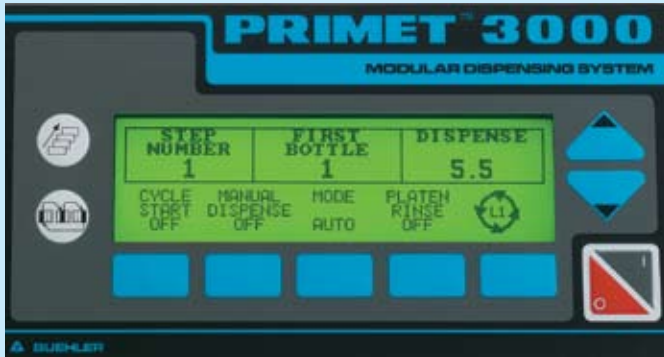 PRIMET™ 3000
MODULAR DISPENSING SYSTEM
STEP NUMBER
1
FIRST BOTTLE
1
DISPENSE
5.5
CYCLE START OFF
MANUAL DISPENSE OFF
MODE AUTO
PLATEN RINSE OFF
L1
I
O
BUEHLER